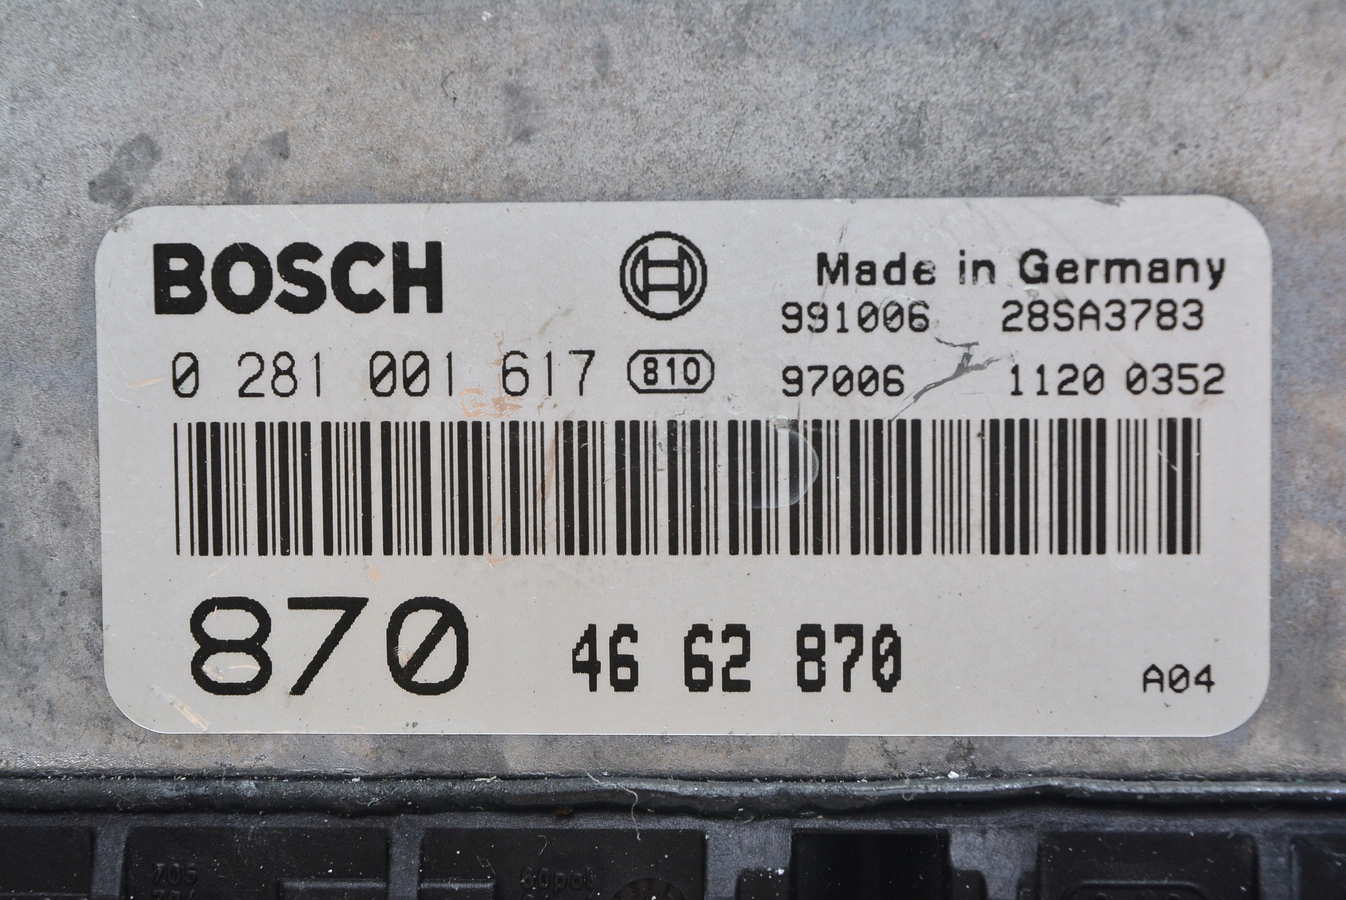 BOSCH
Made in Germany
991006 28SA3783
0 281 001 617 810 97006 1120 0352
870 46 62 870 A04